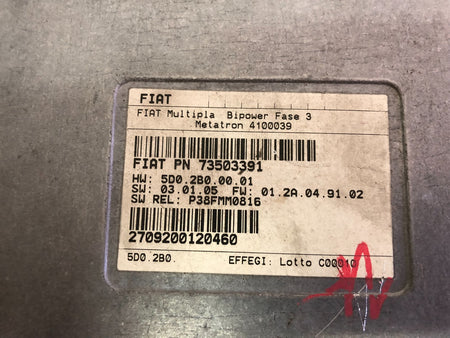 FIAT
FIAT Multipla Bipower Fase 3
Metatron 4100039
FIAT PN 73503391
HW: 5D0.2B0.00.01
SW: 03.01.05 FW: 01.2A.04.91.02
SW REL: P38FMM0816
2709200120460
5D0.2B0. EFFEGI: Lotto C00010